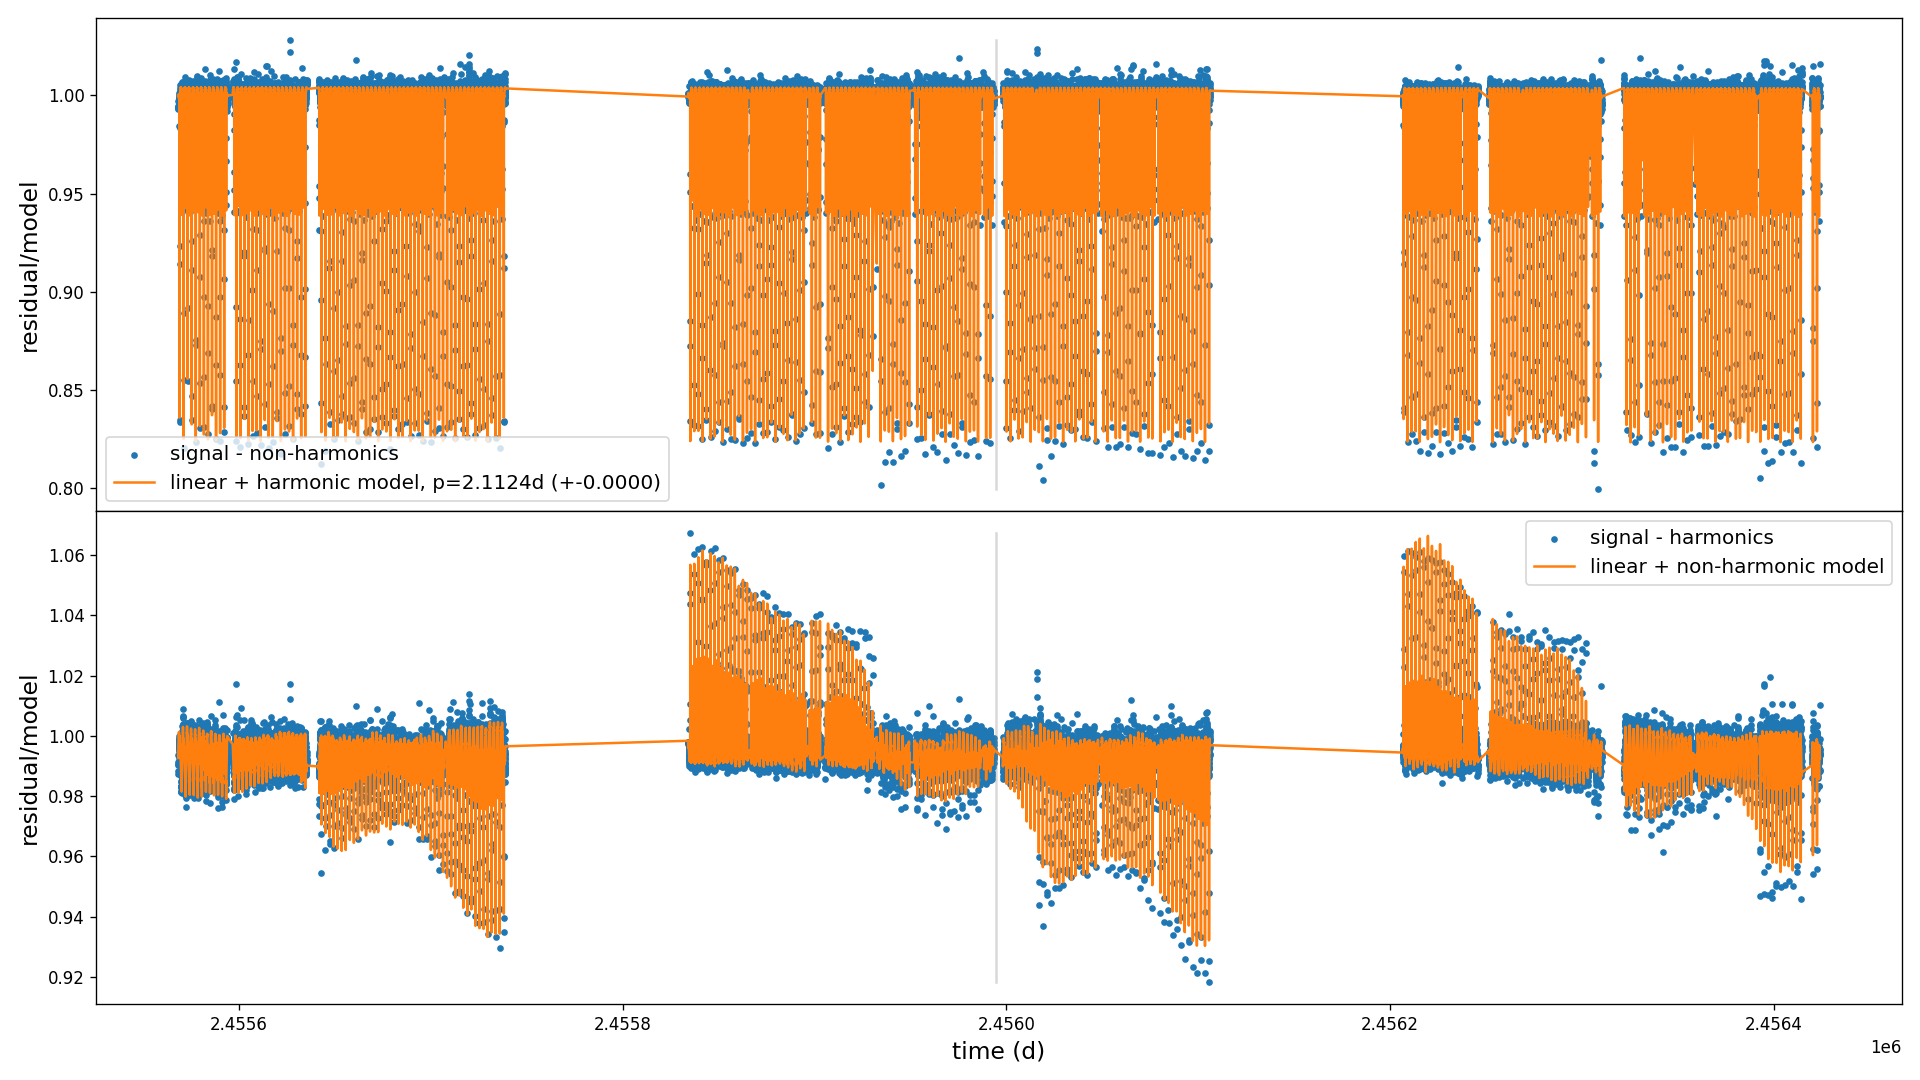 residual/model
1.00
0.95
0.90
0.85
0.80
signal - non-harmonics
linear + harmonic model, p=2.1124d (+-0.0000)
residual/model
1.06
1.04
1.02
1.00
0.98
0.96
0.94
0.92
signal - harmonics
linear + non-harmonic model
2.4556
2.4558
2.4560
2.4562
2.4564
time (d)
1e6